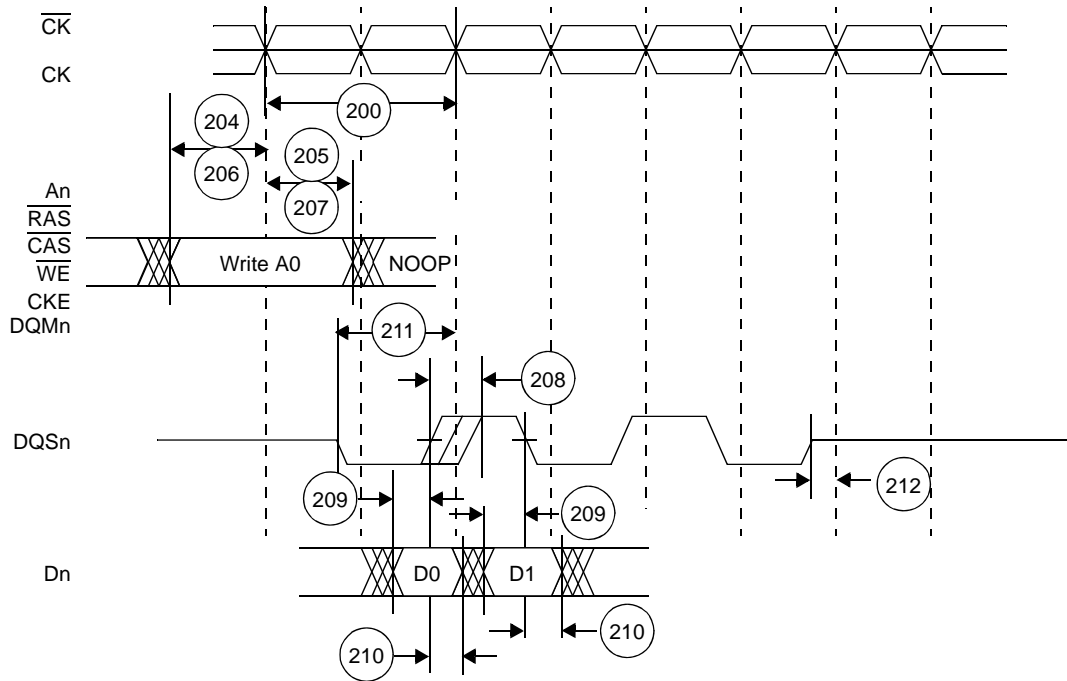 CK
CK
200
204
206
205
207
An
RAS
CAS
WE
CKE
DQMn
Write A0
NOOP
211
208
DQSn
209
209
212
Dn
D0
D1
210
210